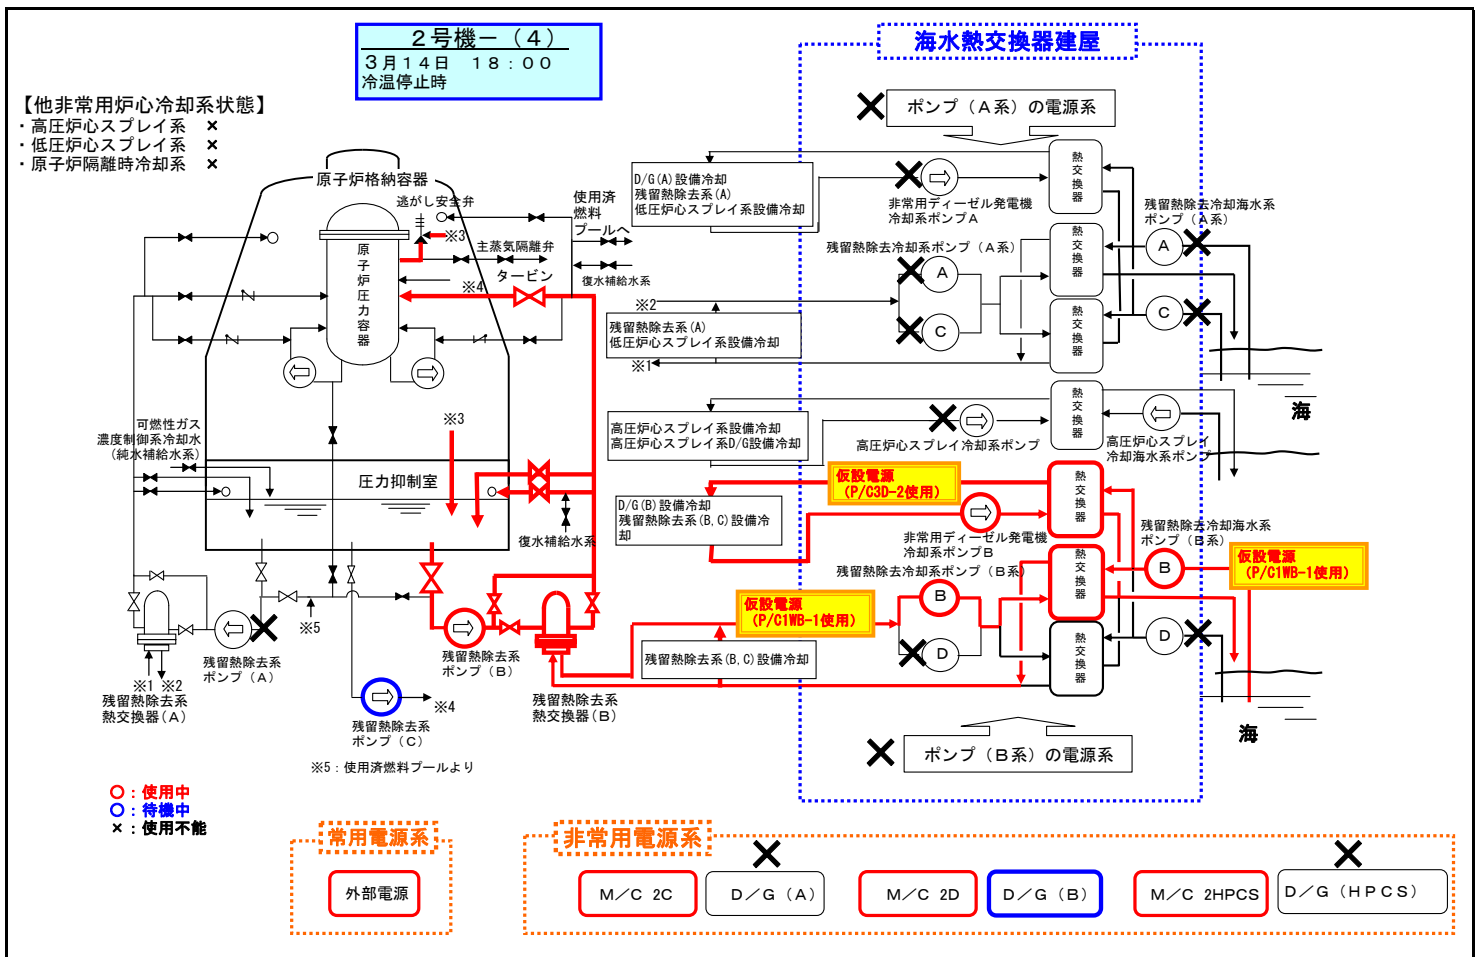 ２号機－（４）
３月１４日　１８：００
冷温停止時
海水熱交換器建屋
【他非常用炉心冷却系状態】
・高圧炉心スプレイ系　×
・低圧炉心スプレイ系　×
・原子炉隔離時冷却系　×
ポンプ（Ａ系）の電源系
原子炉格納容器
逃がし安全弁
※3
主蒸気隔離弁
タービン
※4
原子炉圧力容器
使用済
燃料
プールへ
復水補給水系
D/G(A)設備冷却
残留熱除去系(A)
低圧炉心スプレイ系設備冷却
非常用ディーゼル発電機
冷却系ポンプA
熱交換器
残留熱除去冷却海水系
ポンプ（Ａ系）
残留熱除去冷却系ポンプ（Ａ系）
A
C
熱交換器
A
熱交換器
C
※2
残留熱除去系(A)
低圧炉心スプレイ系設備冷却
※1
海
高圧炉心スプレイ系設備冷却
高圧炉心スプレイ系D/G設備冷却
高圧炉心スプレイ冷却系ポンプ
熱交換器
高圧炉心スプレイ
冷却海水系ポンプ
可燃性ガス
濃度制御系冷却水
(純水補給水系)
※3
圧力抑制室
復水補給水系
仮設電源
(P/C3D-2使用)
D/G(B)設備冷却
残留熱除去系(B,C)設備冷
却
非常用ディーゼル発電機
冷却系ポンプB
熱交換器
残留熱除去冷却海水系
ポンプ（Ｂ系）
仮設電源
(P/C1WB-1使用)
残留熱除去冷却系ポンプ（Ｂ系）
仮設電源
(P/C1WB-1使用)
B
D
熱交換器
B
熱交換器
D
残留熱除去系(B,C)設備冷却
海
※5
残留熱除去系
ポンプ（A）
※1 ※2
残留熱除去系
熱交換器(A)
残留熱除去系
ポンプ（B）
残留熱除去系
熱交換器(B)
※4
残留熱除去系
ポンプ（C）
※5：使用済燃料プールより
ポンプ（Ｂ系）の電源系
○：使用中
○：待機中
×：使用不能
常用電源系
外部電源
非常用電源系
Ｍ／Ｃ 2C
Ｄ／Ｇ（Ａ）
Ｍ／Ｃ 2D
Ｄ／Ｇ（Ｂ）
Ｍ／Ｃ 2HPCS
Ｄ／Ｇ（ＨＰＣＳ）